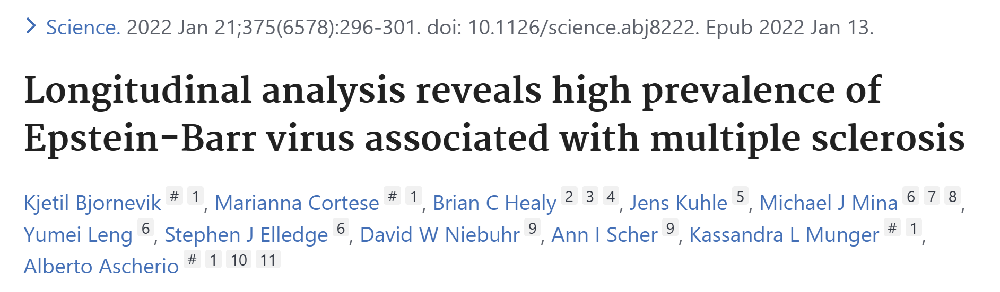 > Science. 2022 Jan 21;375(6578):296-301. doi: 10.1126/science.abj8222. Epub 2022 Jan 13.
Longitudinal analysis reveals high prevalence of
Epstein-Barr virus associated with multiple sclerosis
Kjetil Bjornevik # 1, Marianna Cortese # 1, Brian C Healy 2 3 4, Jens Kuhle 5, Michael J Mina 6 7 8,
Yumei Leng 6, Stephen J Elledge 6, David W Niebuhr 9, Ann I Scher 9, Kassandra L Munger # 1,
Alberto Ascherio # 1 10 11